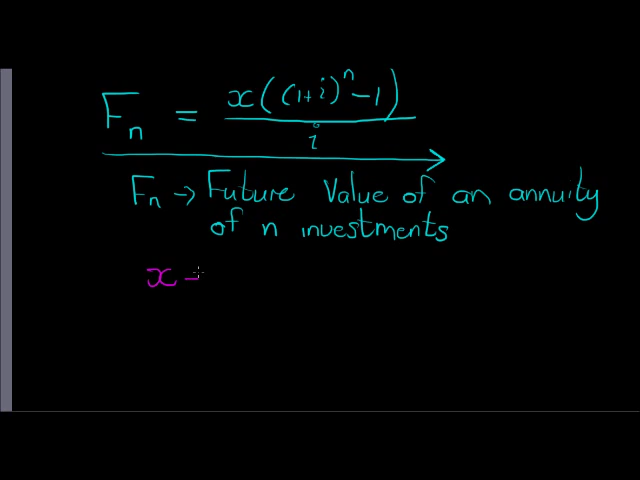 Fn = x((1+i)^n - 1) / i
Fn → Future Value of an annuity
of n investments
x -